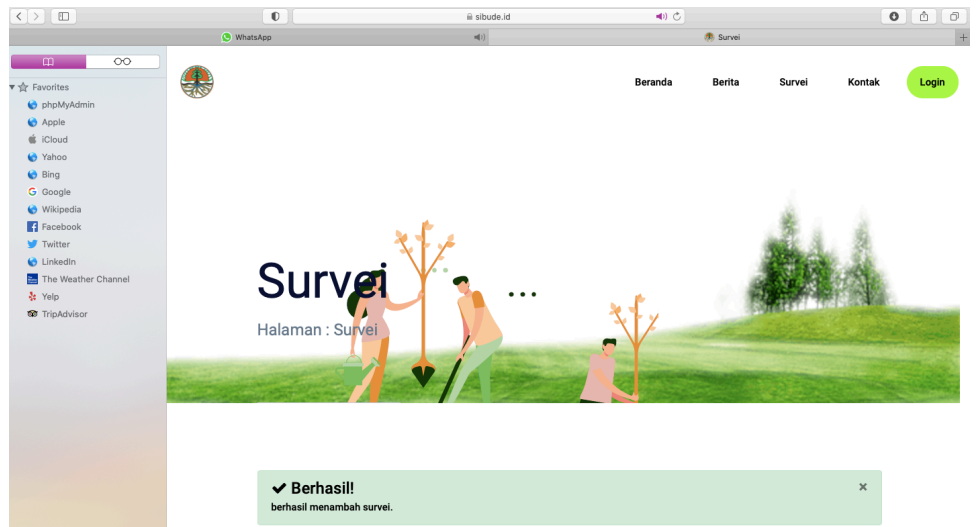 sibude.id
WhatsApp
Survei
Favorites
phpMyAdmin
Apple
iCloud
Yahoo
Bing
Google
Wikipedia
Facebook
Twitter
LinkedIn
The Weather Channel
Yelp
TripAdvisor
Beranda Berita Survei Kontak Login
Survei
Halaman : Survei
Berhasil!
berhasil menambah survei.